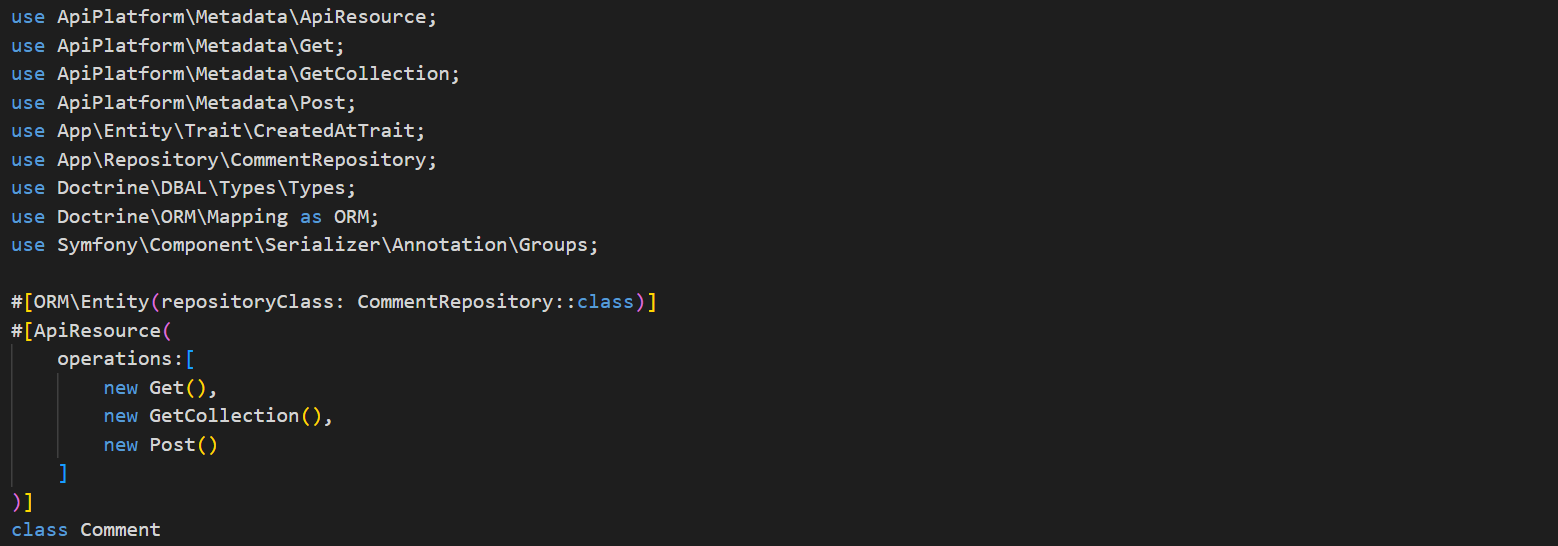 use ApiPlatform\Metadata\ApiResource;
use ApiPlatform\Metadata\Get;
use ApiPlatform\Metadata\GetCollection;
use ApiPlatform\Metadata\Post;
use App\Entity\Trait\CreatedAtTrait;
use App\Repository\CommentRepository;
use Doctrine\DBAL\Types\Types;
use Doctrine\ORM\Mapping as ORM;
use Symfony\Component\Serializer\Annotation\Groups;

#[ORM\Entity(repositoryClass: CommentRepository::class)]
#[ApiResource(
    operations:[
        new Get(),
        new GetCollection(),
        new Post()
    ]
)]
class Comment